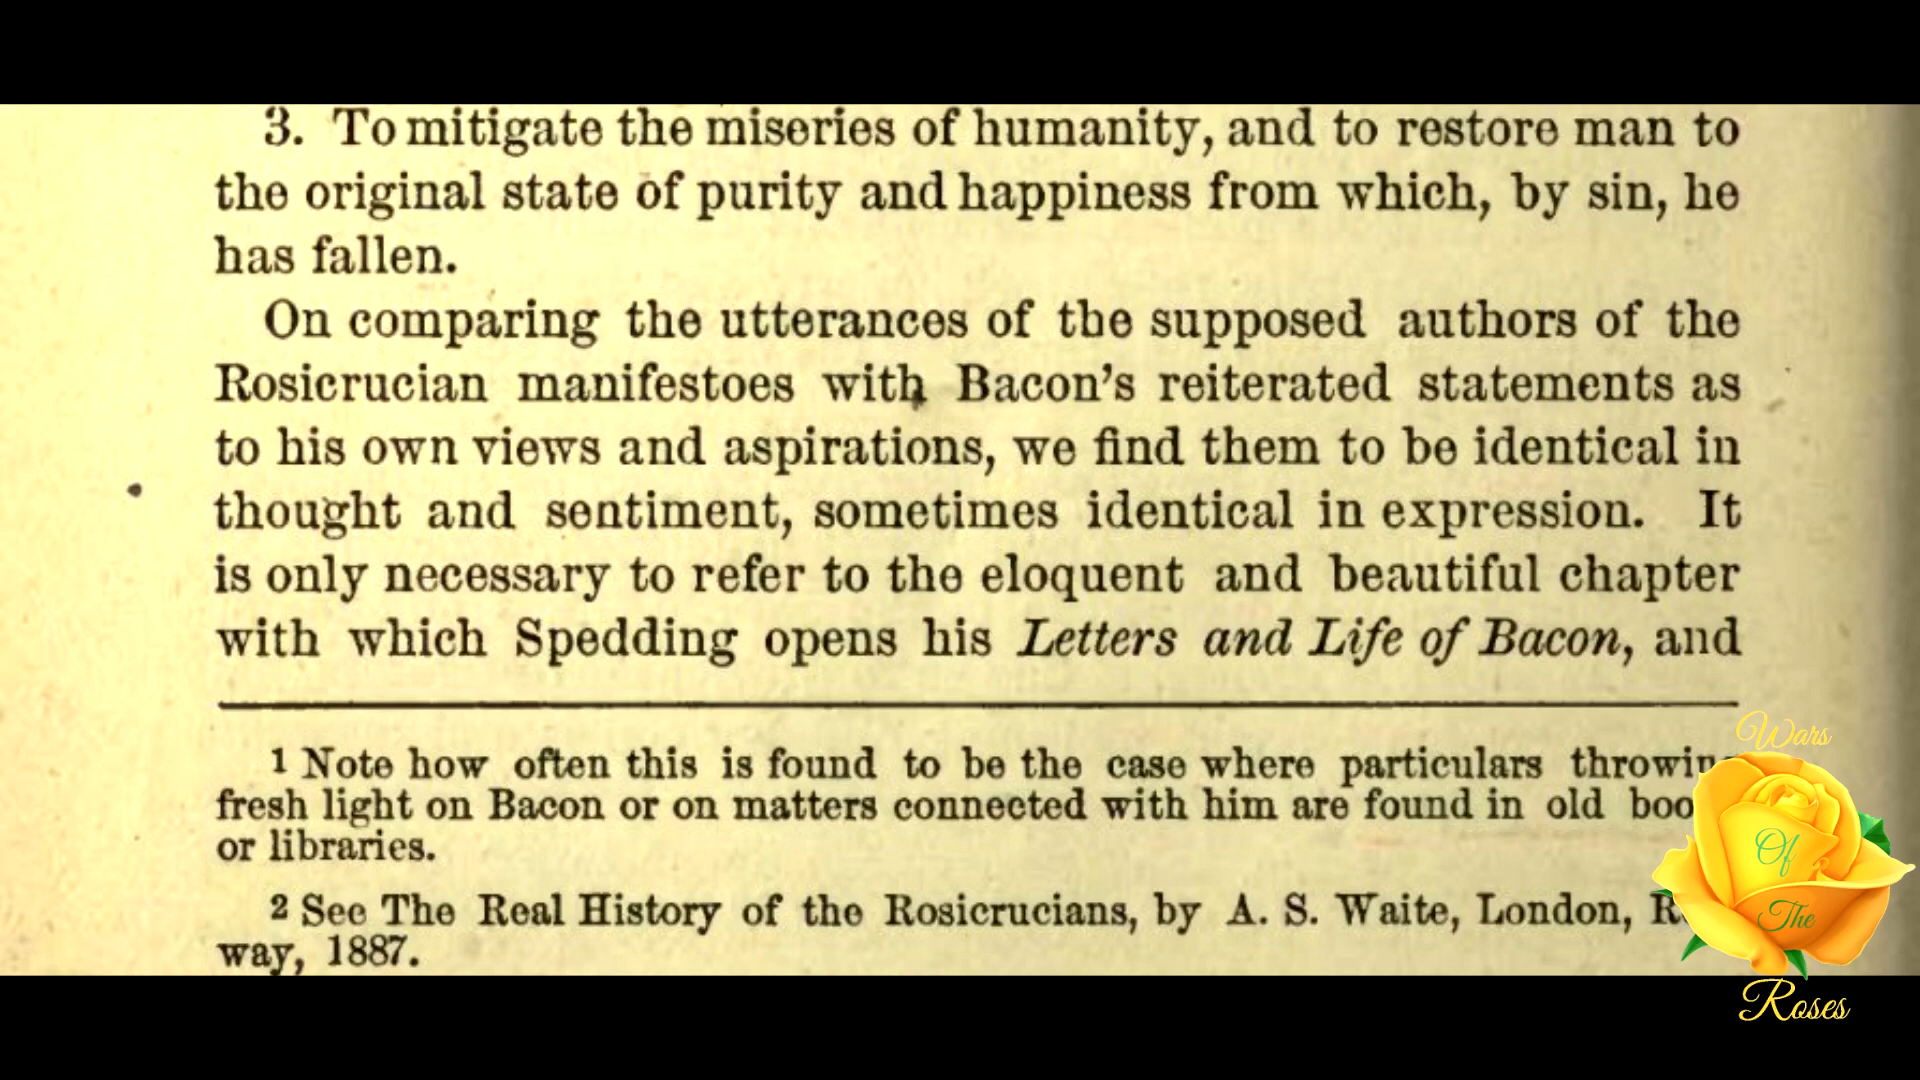 3. To mitigate the miseries of humanity, and to restore man to
the original state of purity and happiness from which, by sin, he
has fallen.
On comparing the utterances of the supposed authors of the
Rosicrucian manifestoes with Bacon's reiterated statements as
to his own views and aspirations, we find them to be identical in
thought and sentiment, sometimes identical in expression. It
is only necessary to refer to the eloquent and beautiful chapter
with which Spedding opens his Letters and Life of Bacon, and
1 Note how often this is found to be the case where particulars
fresh light on Bacon or on matters connected with him are found in old
or libraries.
2 See The Real History of the Rosicrucians, by A. S. Waite, London,
way, 1887.
Wars
Of
The
Roses